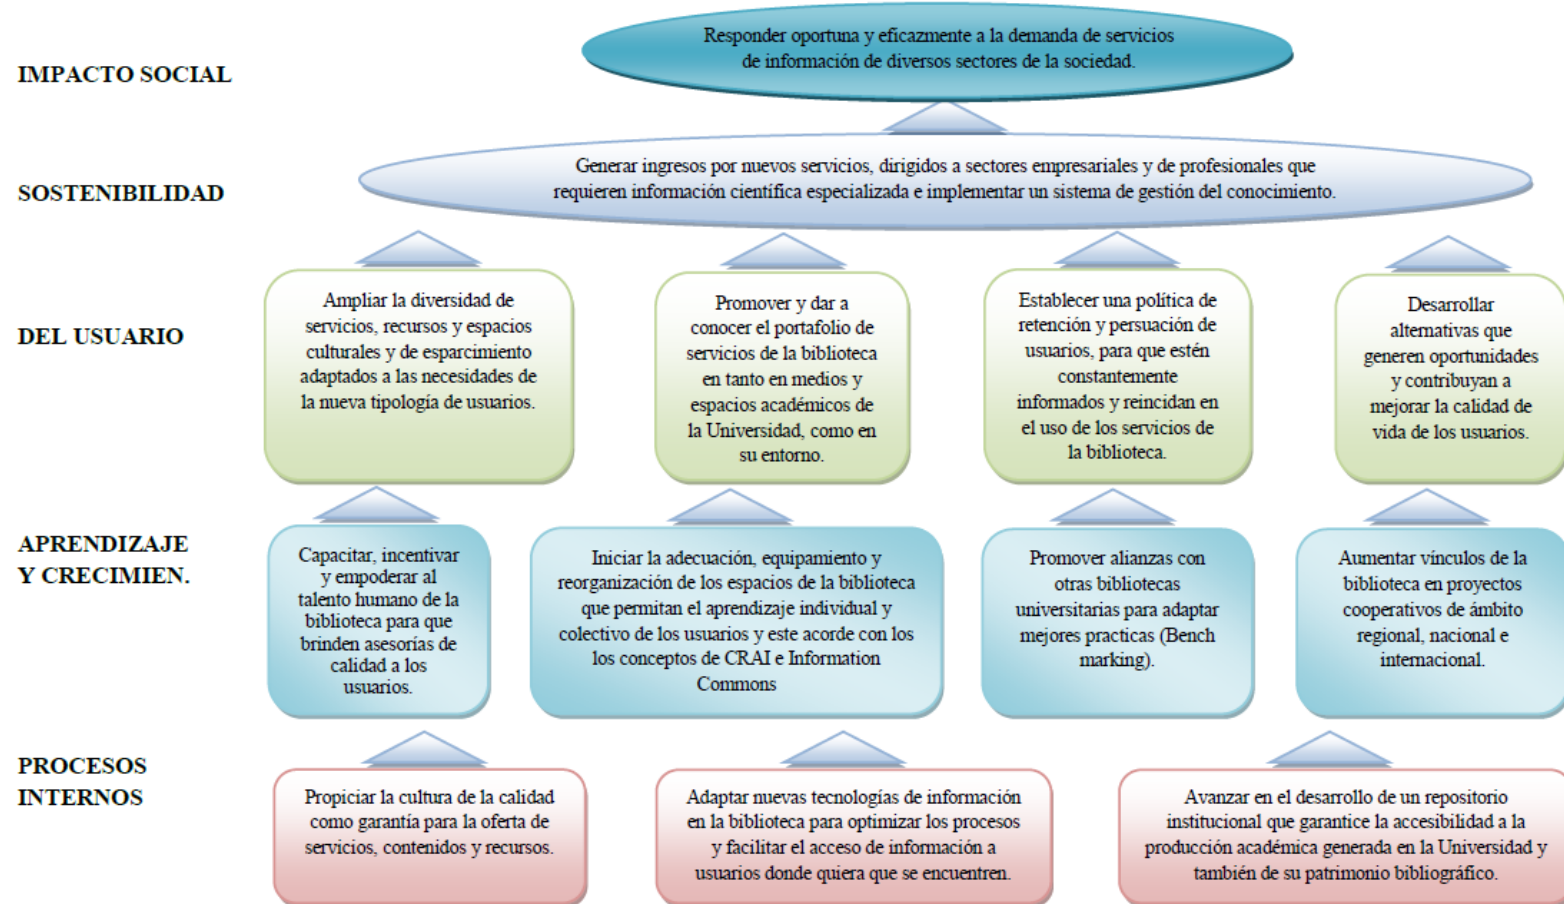 IMPACTO SOCIAL
Responder oportuna y eficazmente a la demanda de servicios
de información de diversos sectores de la sociedad.
SOSTENIBILIDAD
Generar ingresos por nuevos servicios, dirigidos a sectores empresariales y de profesionales que
requieren información científica especializada e implementar un sistema de gestión del conocimiento.
DEL USUARIO
Ampliar la diversidad de
servicios, recursos y espacios
culturales y de esparcimiento
adaptados a las necesidades de
la nueva tipología de usuarios.
Promover y dar a
conocer el portafolio de
servicios de la biblioteca
en tanto en medios y
espacios académicos de
la Universidad, como en
su entorno.
Establecer una política de
retención y persuación de
usuarios, para que estén
constantemente
informados y reincidan en
el uso de los servicios de
la biblioteca.
Desarrollar
alternativas que
generen oportunidades
y contribuyan a
mejorar la calidad de
vida de los usuarios.
APRENDIZAJE
Y CRECIMIEN.
Capacitar, incentivar
y empoderar al
talento humano de la
biblioteca para que
brinden asesorías de
calidad a los
usuarios.
Iniciar la adecuación, equipamiento y
reorganización de los espacios de la biblioteca
que permitan el aprendizaje individual y
colectivo de los usuarios y este acorde con los
los conceptos de CRAI e Information
Commons
Promover alianzas con
otras bibliotecas
universitarias para adaptar
mejores practicas (Bench
marking).
Aumentar vínculos de la
biblioteca en proyectos
cooperativos de ámbito
regional, nacional e
internacional.
PROCESOS
INTERNOS
Propiciar la cultura de la calidad
como garantía para la oferta de
servicios, contenidos y recursos.
Adaptar nuevas tecnologías de información
en la biblioteca para optimizar los procesos
y facilitar el acceso de información a
usuarios donde quiera que se encuentren.
Avanzar en el desarrollo de un repositorio
institucional que garantice la accesibilidad a la
producción académica generada en la Universidad y
también de su patrimonio bibliográfico.